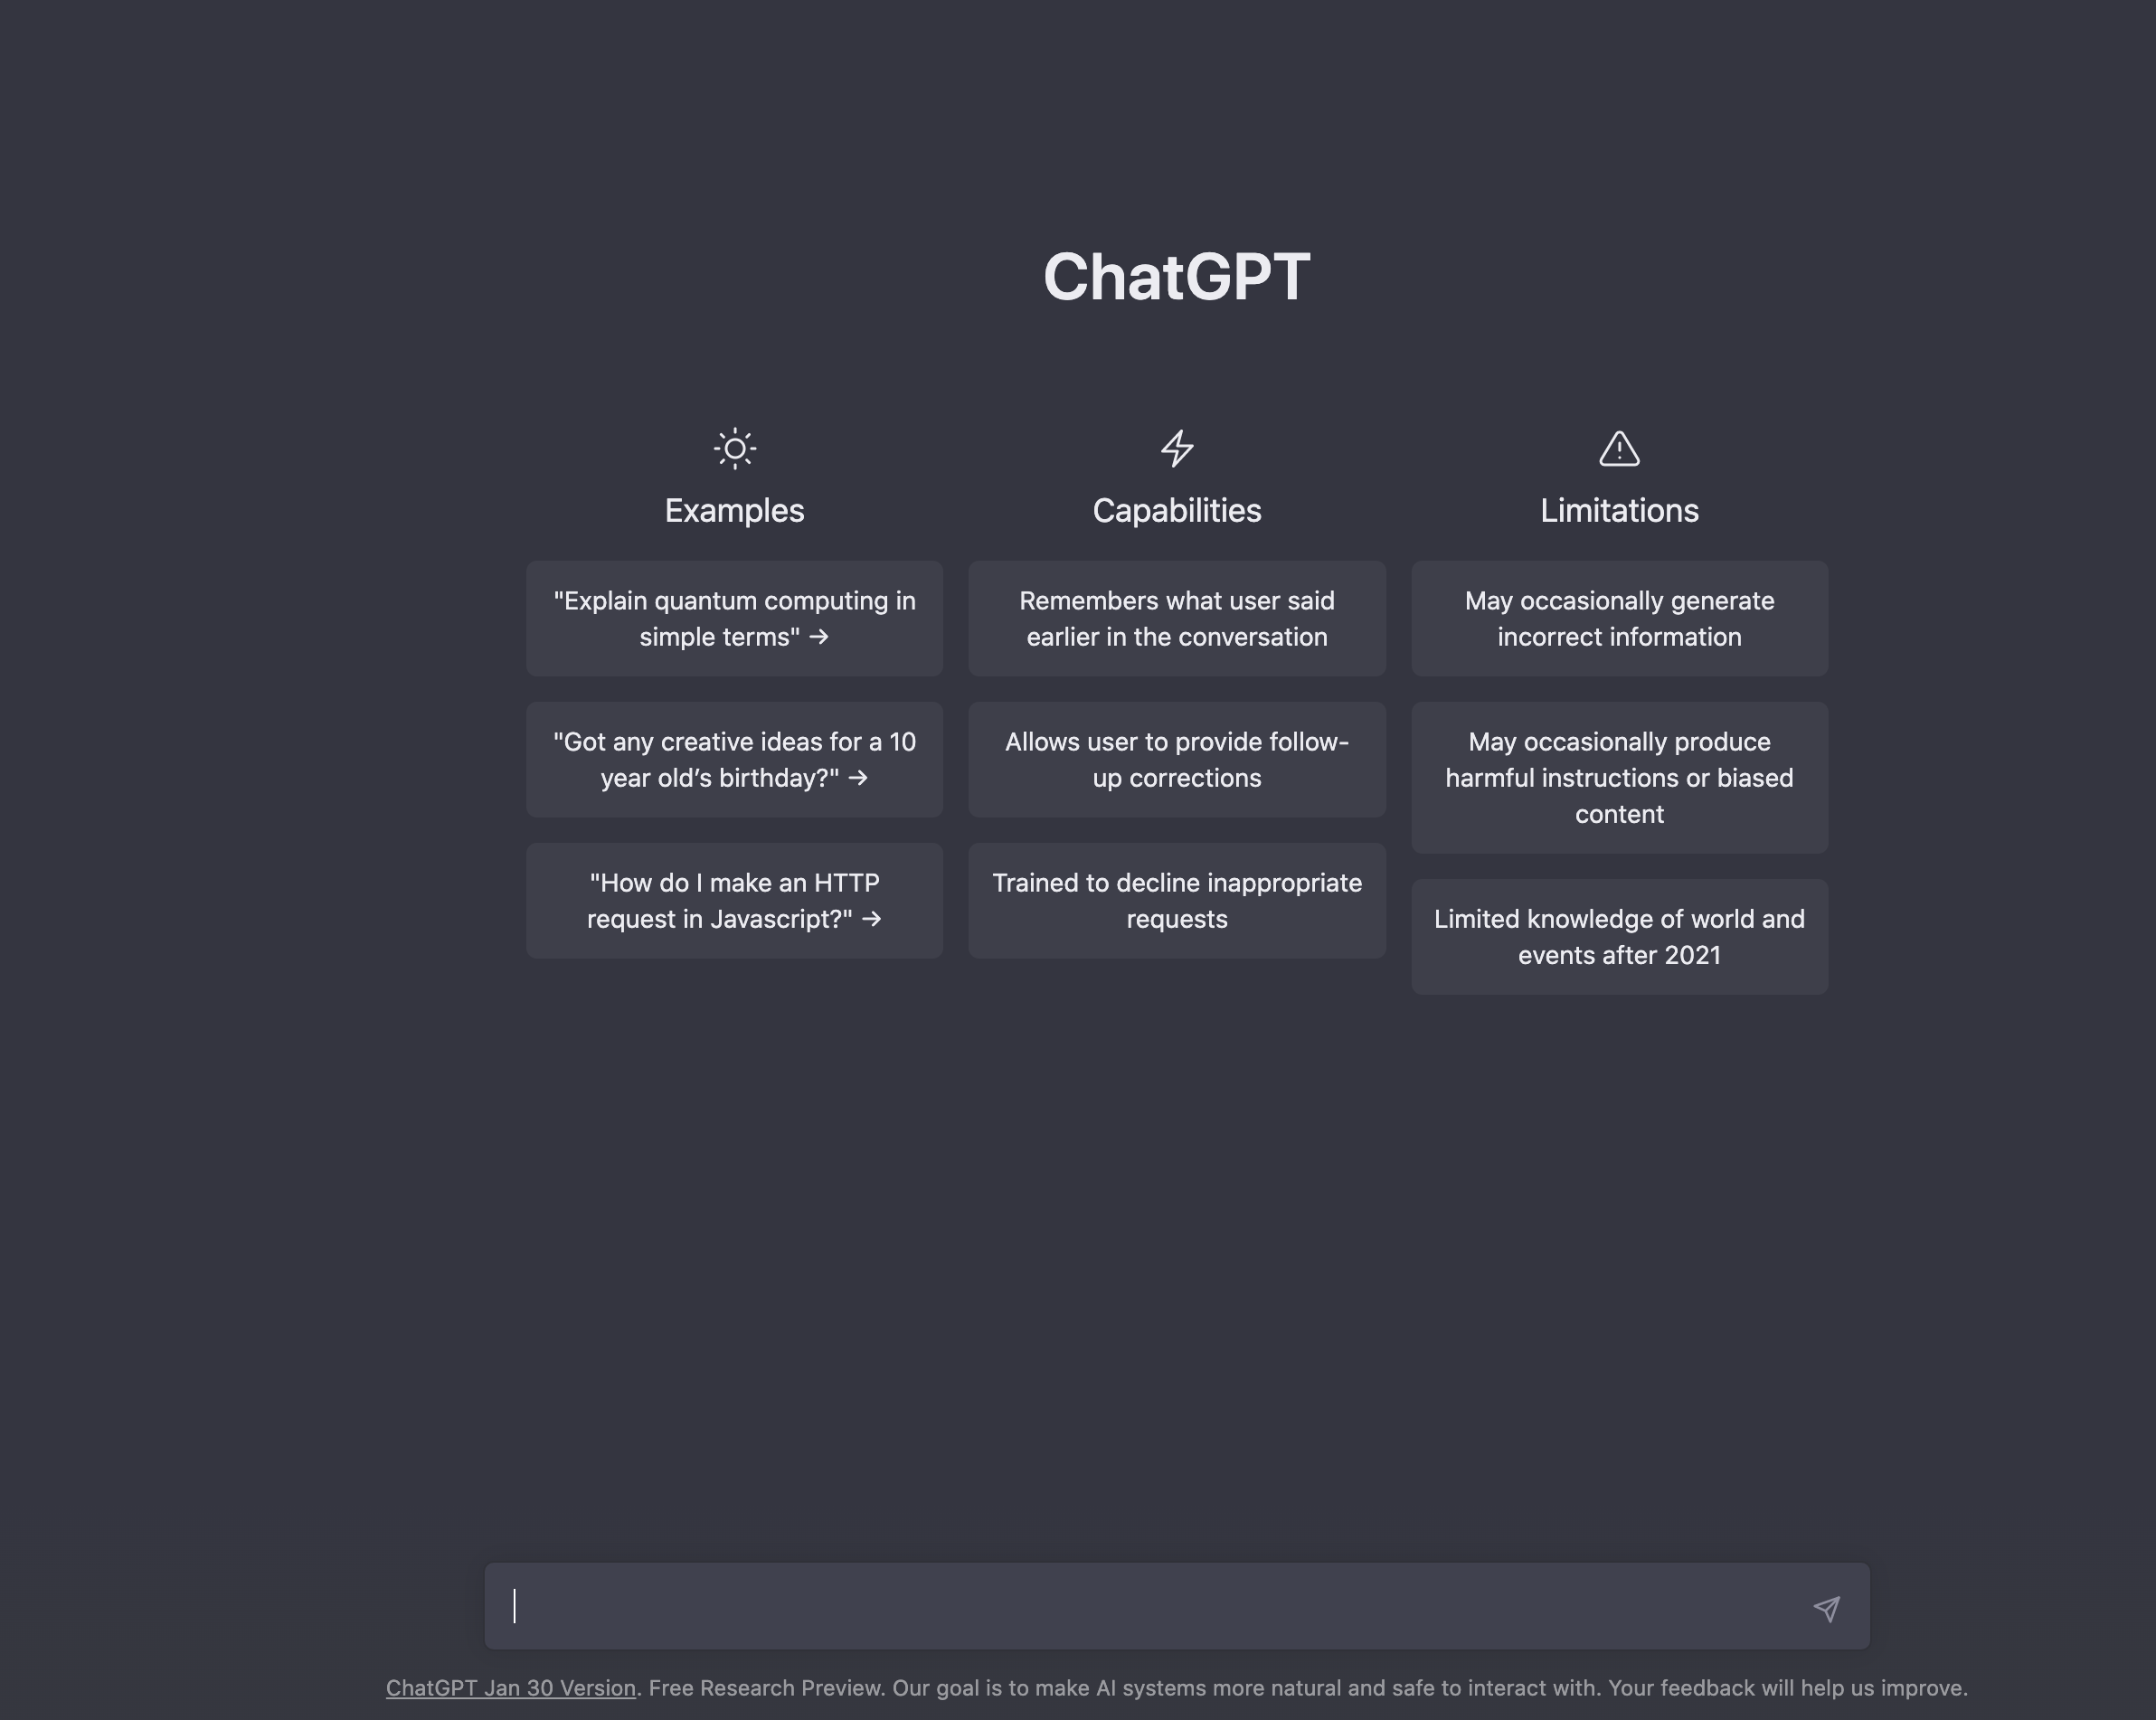 ChatGPT
Examples
"Explain quantum computing in
simple terms" →
"Got any creative ideas for a 10
year old’s birthday?" →
"How do I make an HTTP
request in Javascript?" →
Capabilities
Remembers what user said
earlier in the conversation
Allows user to provide follow-
up corrections
Trained to decline inappropriate
requests
Limitations
May occasionally generate
incorrect information
May occasionally produce
harmful instructions or biased
content
Limited knowledge of world and
events after 2021
ChatGPT Jan 30 Version. Free Research Preview. Our goal is to make AI systems more natural and safe to interact with. Your feedback will help us improve.